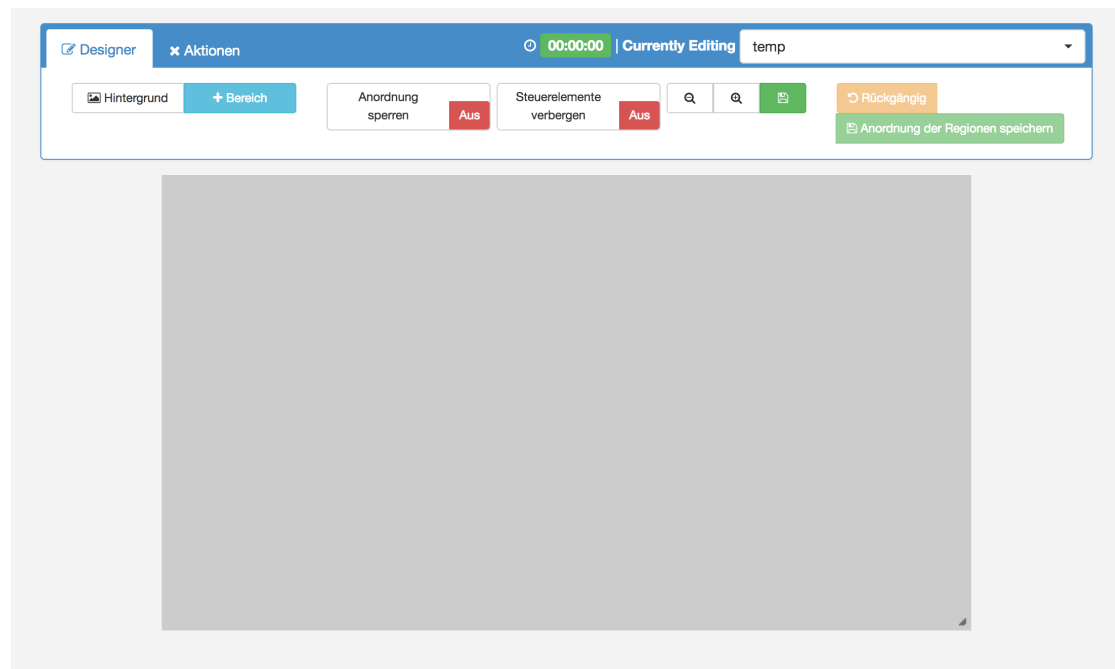 Designer
Aktionen
00:00:00 | Currently Editing temp
Hintergrund
+ Bereich
Anordnung
sperren
Aus
Steuerelemente
verbergen
Aus
Rückgängig
Anordnung der Regionen speichern